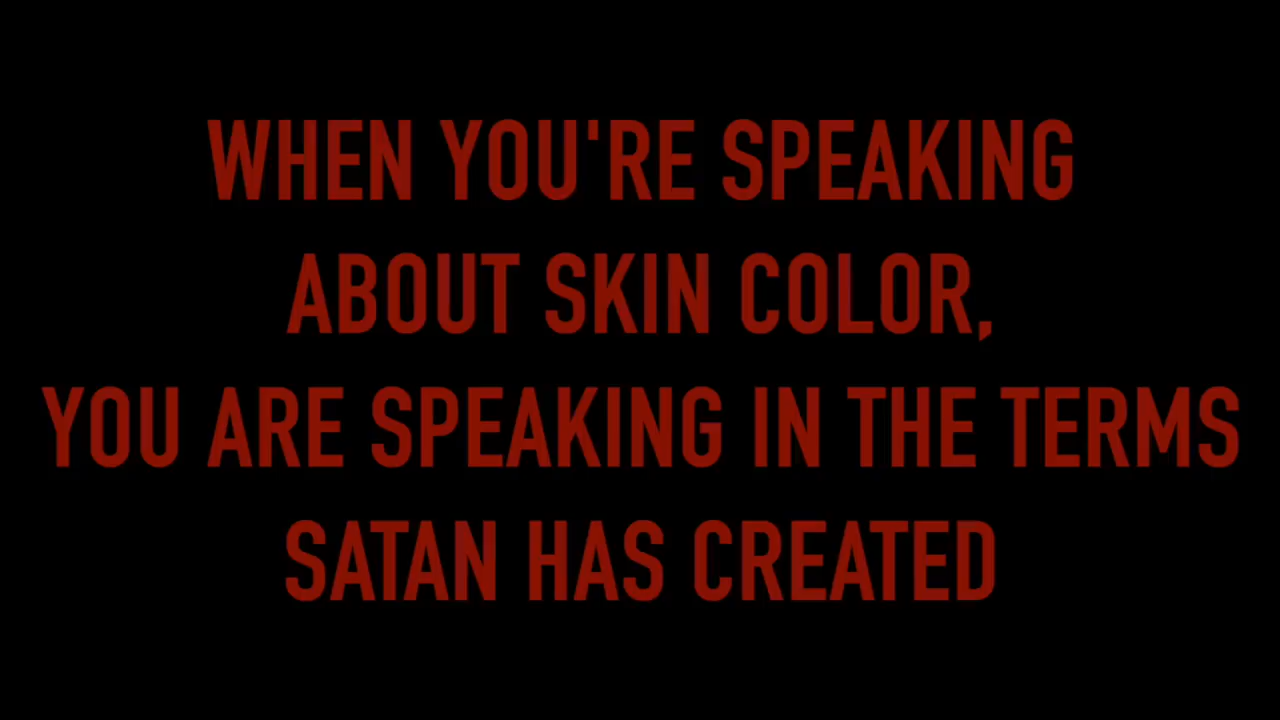 WHEN YOU'RE SPEAKING
ABOUT SKIN COLOR,
YOU ARE SPEAKING IN THE TERMS
SATAN HAS CREATED